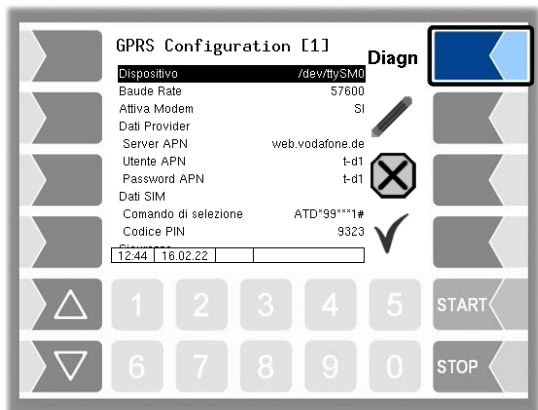 GPRS Configuration [1]
Diagn
Dispositivo /dev/ttySM0
Baude Rate 57600
Attiva Modem SI
Dati Provider
Server APN web.vodafone.de
Utente APN t-d1
Password APN t-d1
Dati SIM
Comando di selezione ATD*99***1#
Codice PIN 9323
12:44 16.02.22
1 2 3 4 5 START
6 7 8 9 0 STOP